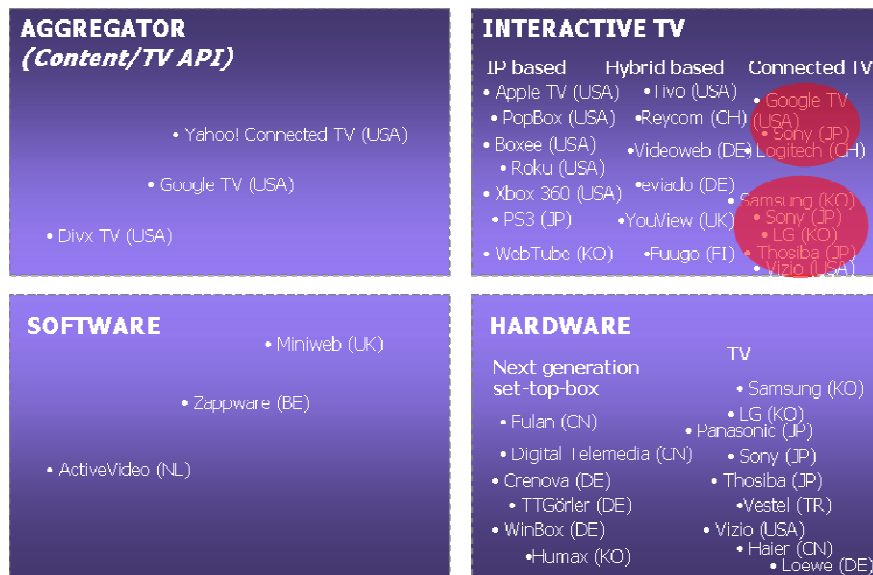 AGGREGATOR
(Content/TV API)
• Yahoo! Connected TV (USA)
• Google TV (USA)
• Divx TV (USA)
INTERACTIVE TV
IP based
• Apple TV (USA)
• PopBox (USA)
• Boxee (USA)
• Roku (USA)
• Xbox 360 (USA)
• PS3 (JP)
• WebTube (KO)
Hybrid based
•Tivo (USA)
•Reycom (CH)
•Videoweb (DE)
•eviado (DE)
•YouView (UK)
•Fuugo (FI)
Connected TV
• Google TV
(USA)
• Sony (JP)
• Logitech (CH)
• Samsung (KO)
• Sony (JP)
• LG (KO)
• Thosiba (JP)
• Vizio (USA)
SOFTWARE
• Miniweb (UK)
• Zappware (BE)
• ActiveVideo (NL)
HARDWARE
Next generation
set-top-box
• Fulan (CN)
• Digital Telemedia (CN)
• Crenova (DE)
• TTGörler (DE)
• WinBox (DE)
•Humax (KO)
TV
• Samsung (KO)
• LG (KO)
• Panasonic (JP)
• Sony (JP)
• Thosiba (JP)
•Vestel (TR)
• Vizio (USA)
• Haier (CN)
• Loewe (DE)